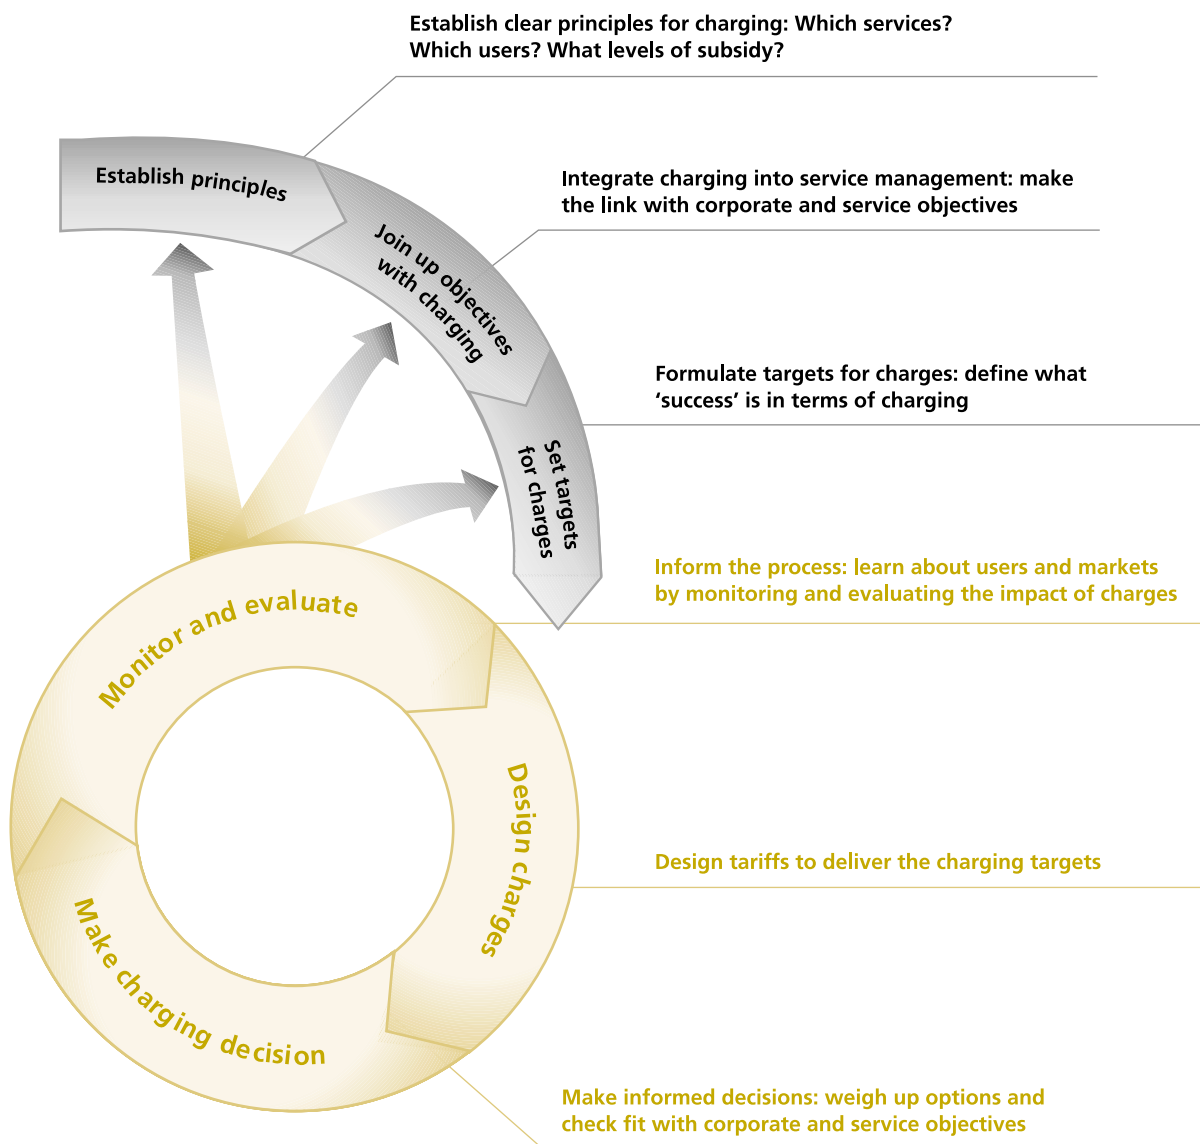 Establish clear principles for charging: Which services?
Which users? What levels of subsidy?
Establish principles
Integrate charging into service management: make
the link with corporate and service objectives
Join up objectives
with charging
Formulate targets for charges: define what
‘success’ is in terms of charging
Set targets
for charges
Inform the process: learn about users and markets
by monitoring and evaluating the impact of charges
Monitor and evaluate
Design charges
Design tariffs to deliver the charging targets
Make charging decision
Make informed decisions: weigh up options and
check fit with corporate and service objectives